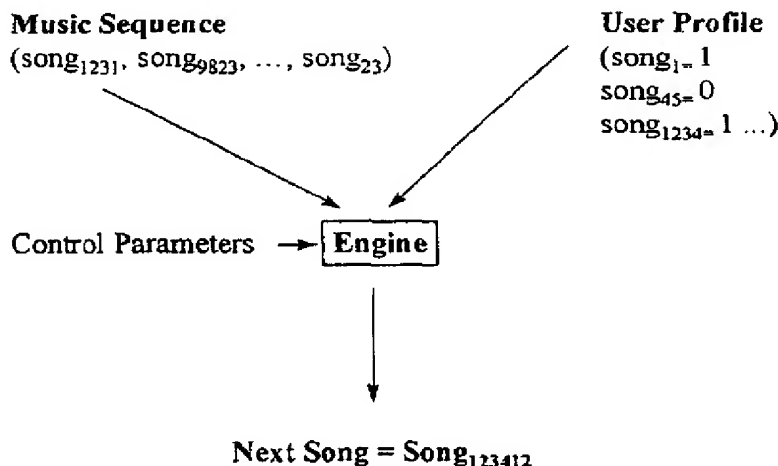 Music Sequence
(song1231, song9823, ..., song23)
User Profile
(song1= 1
song45= 0
song1234= 1 ...)
Control Parameters
Engine
Next Song = Song123412